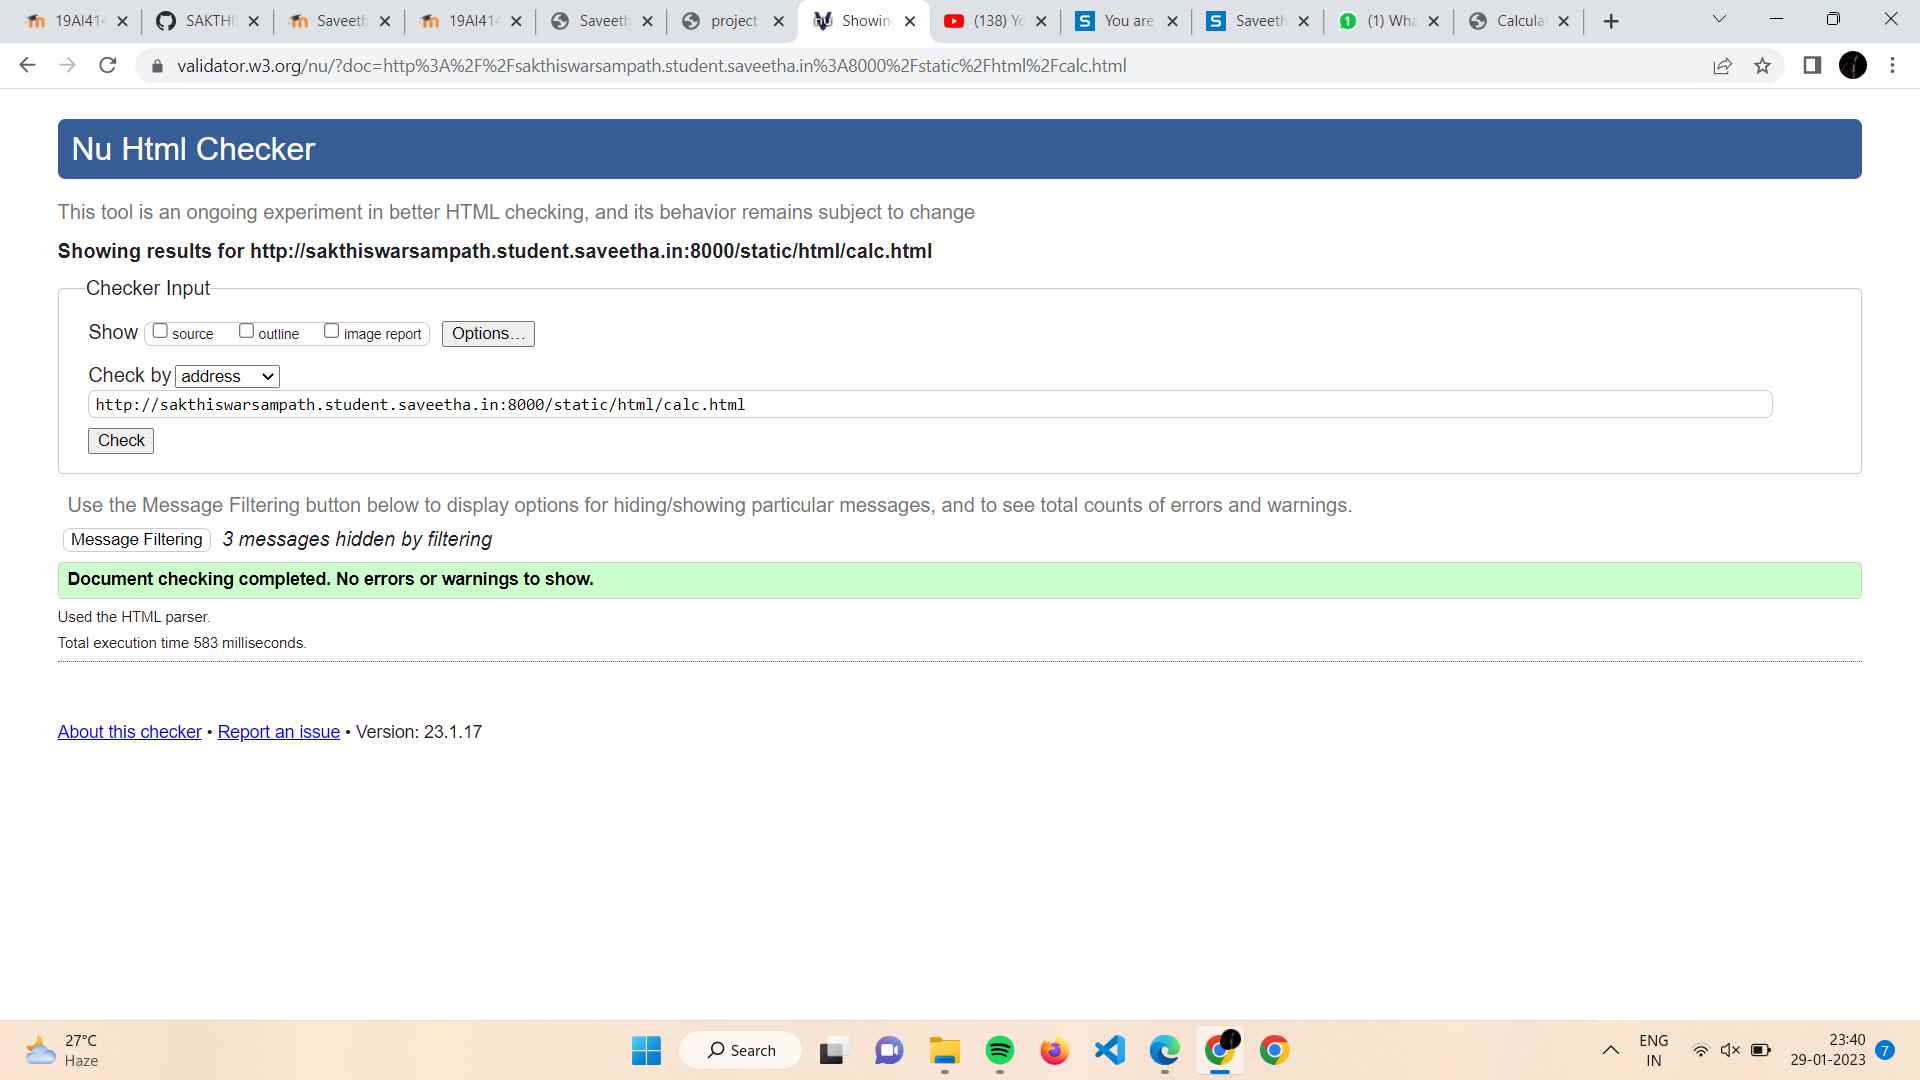 19AI414
SAKTHI
Saveeth
19AI414
Saveeth
project
Showin
(138) Yo
You are
Saveeth
(1) Wha
Calculat
validator.w3.org/nu/?doc=http%3A%2F%2Fsakthiswarsampath.student.saveetha.in%3A8000%2Fstatic%2Fhtml%2Fcalc.html
Nu Html Checker
This tool is an ongoing experiment in better HTML checking, and its behavior remains subject to change
Showing results for http://sakthiswarsampath.student.saveetha.in:8000/static/html/calc.html
Checker Input
Show source outline image report Options...
Check by address
http://sakthiswarsampath.student.saveetha.in:8000/static/html/calc.html
Check
Use the Message Filtering button below to display options for hiding/showing particular messages, and to see total counts of errors and warnings.
Message Filtering 3 messages hidden by filtering
Document checking completed. No errors or warnings to show.
Used the HTML parser.
Total execution time 583 milliseconds.
About this checker • Report an issue • Version: 23.1.17
27°C
Haze
Search
ENG
IN
23:40
29-01-2023
7